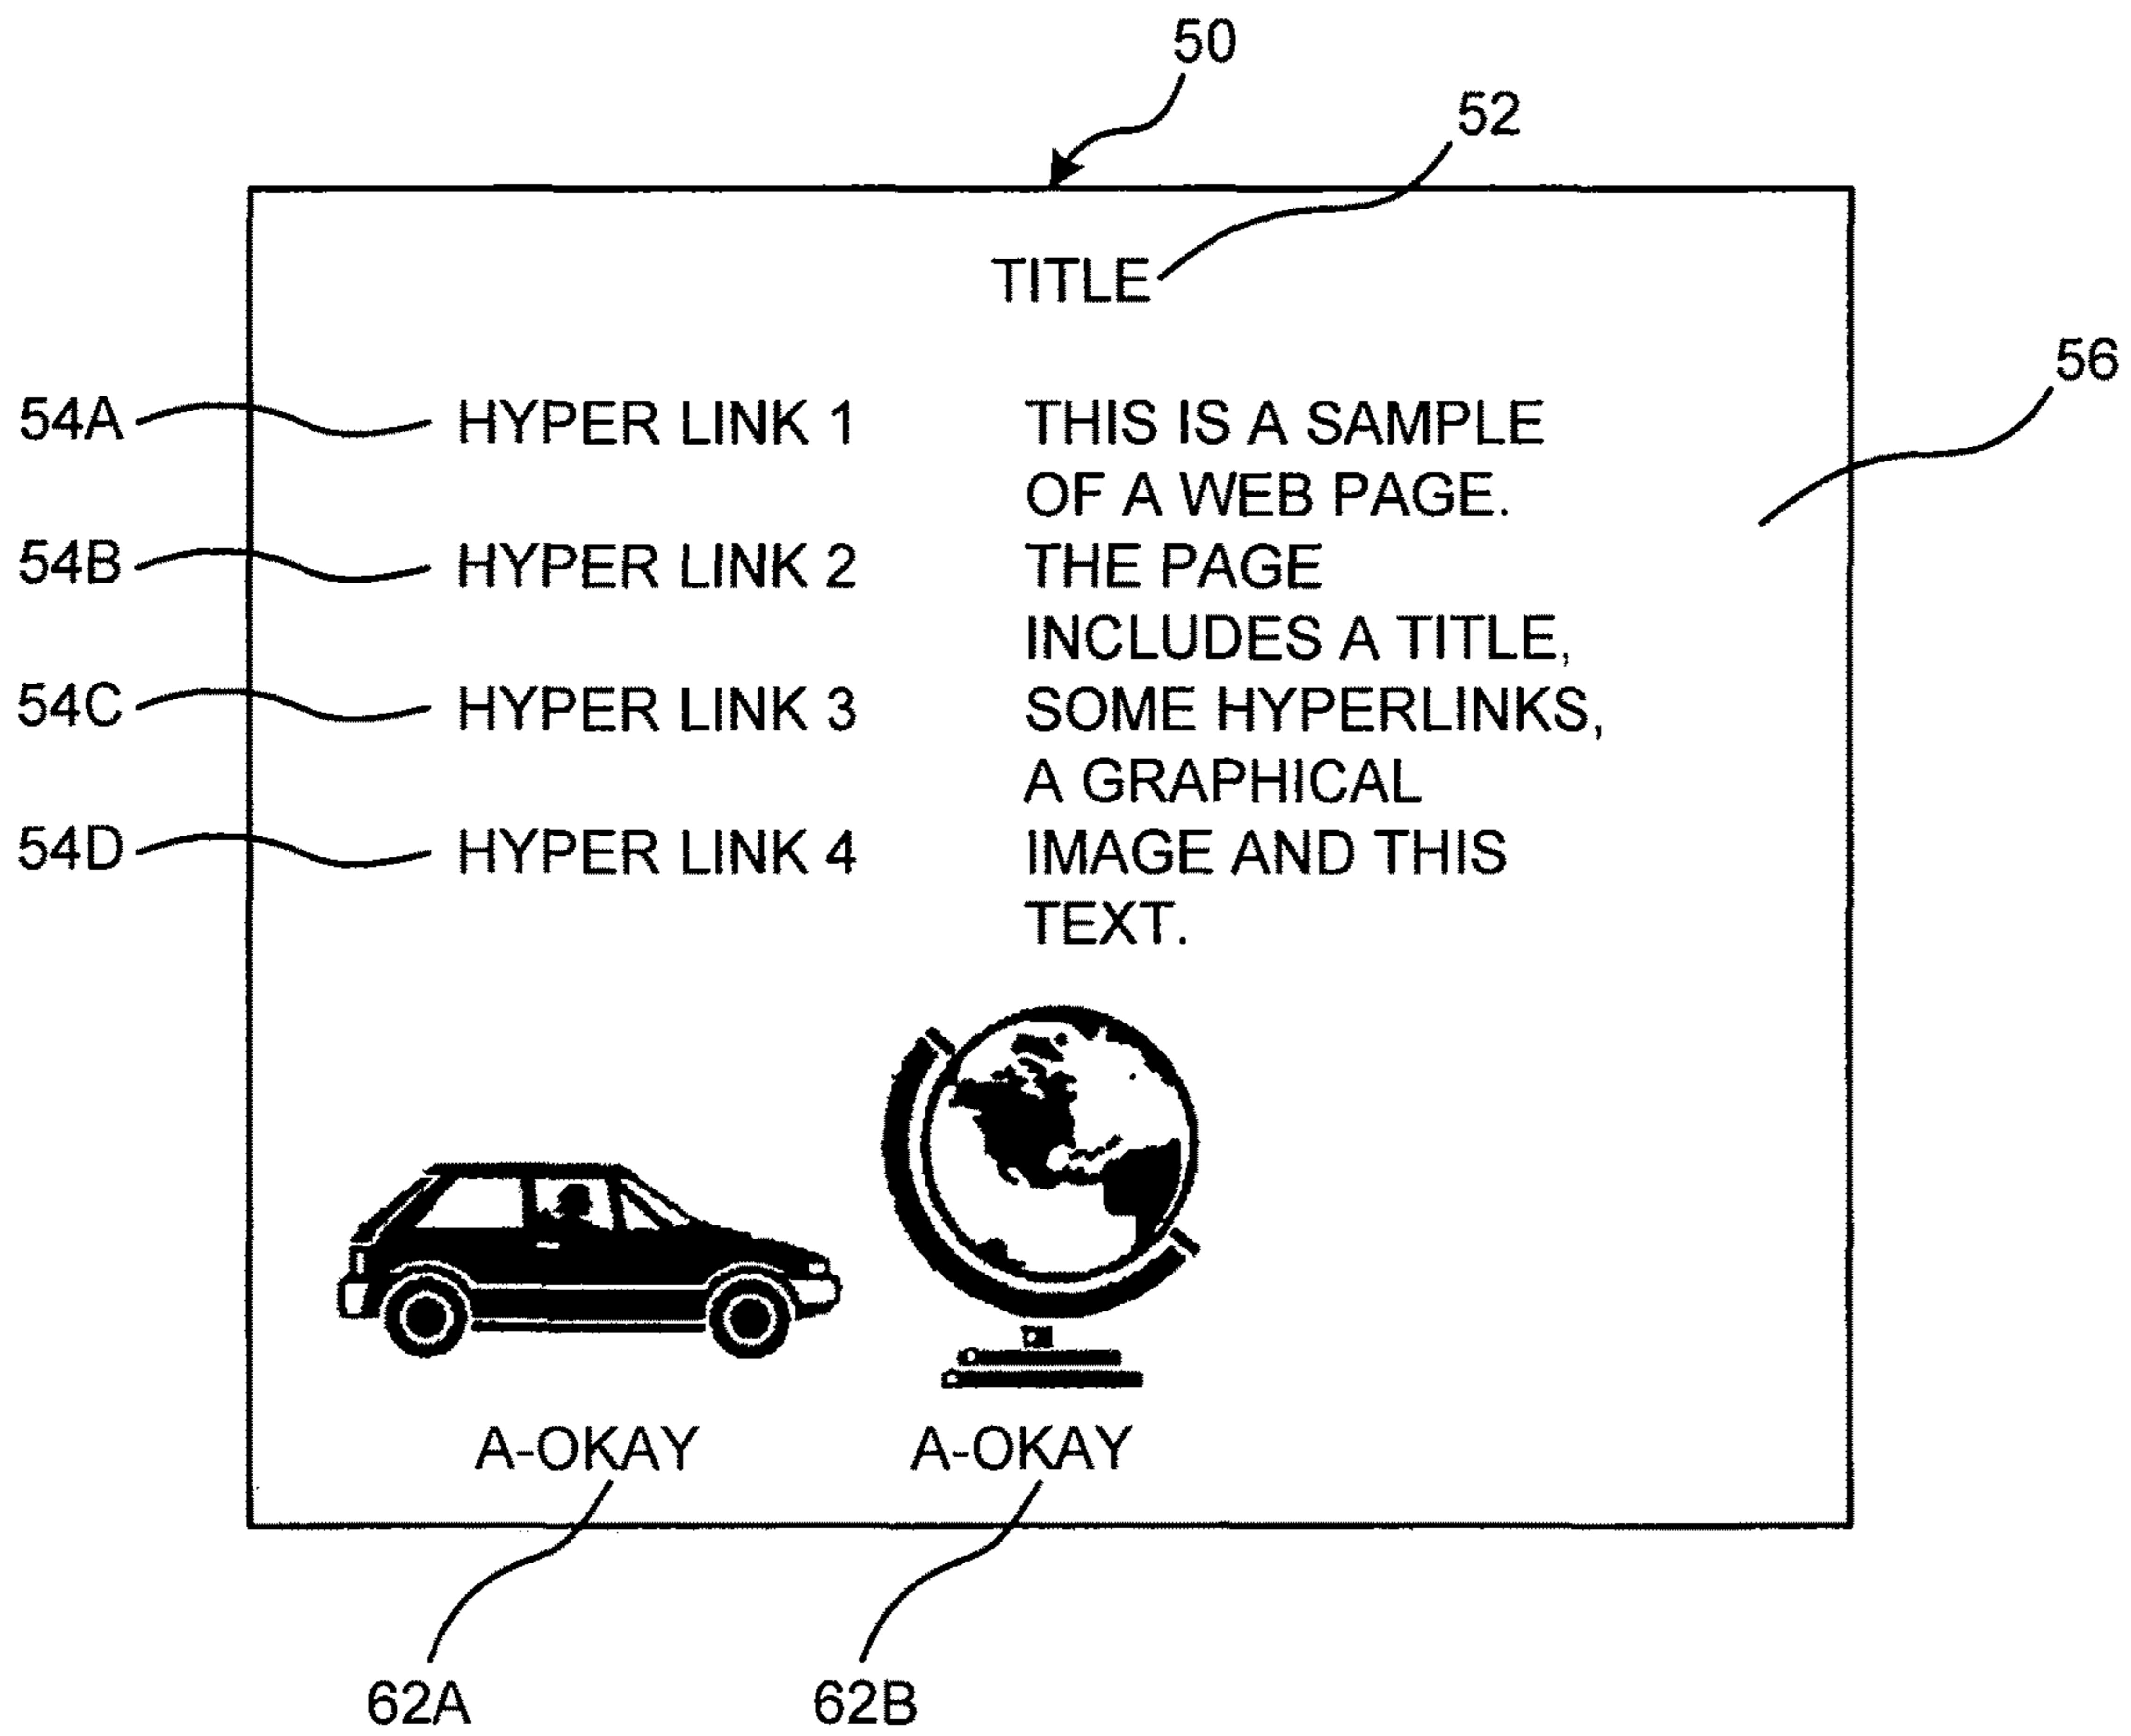 50
52
TITLE
56
54A HYPER LINK 1 THIS IS A SAMPLE
OF A WEB PAGE.
54B HYPER LINK 2 THE PAGE
INCLUDES A TITLE,
54C HYPER LINK 3 SOME HYPERLINKS,
A GRAPHICAL
54D HYPER LINK 4 IMAGE AND THIS
TEXT.
A-OKAY A-OKAY
62A 62B